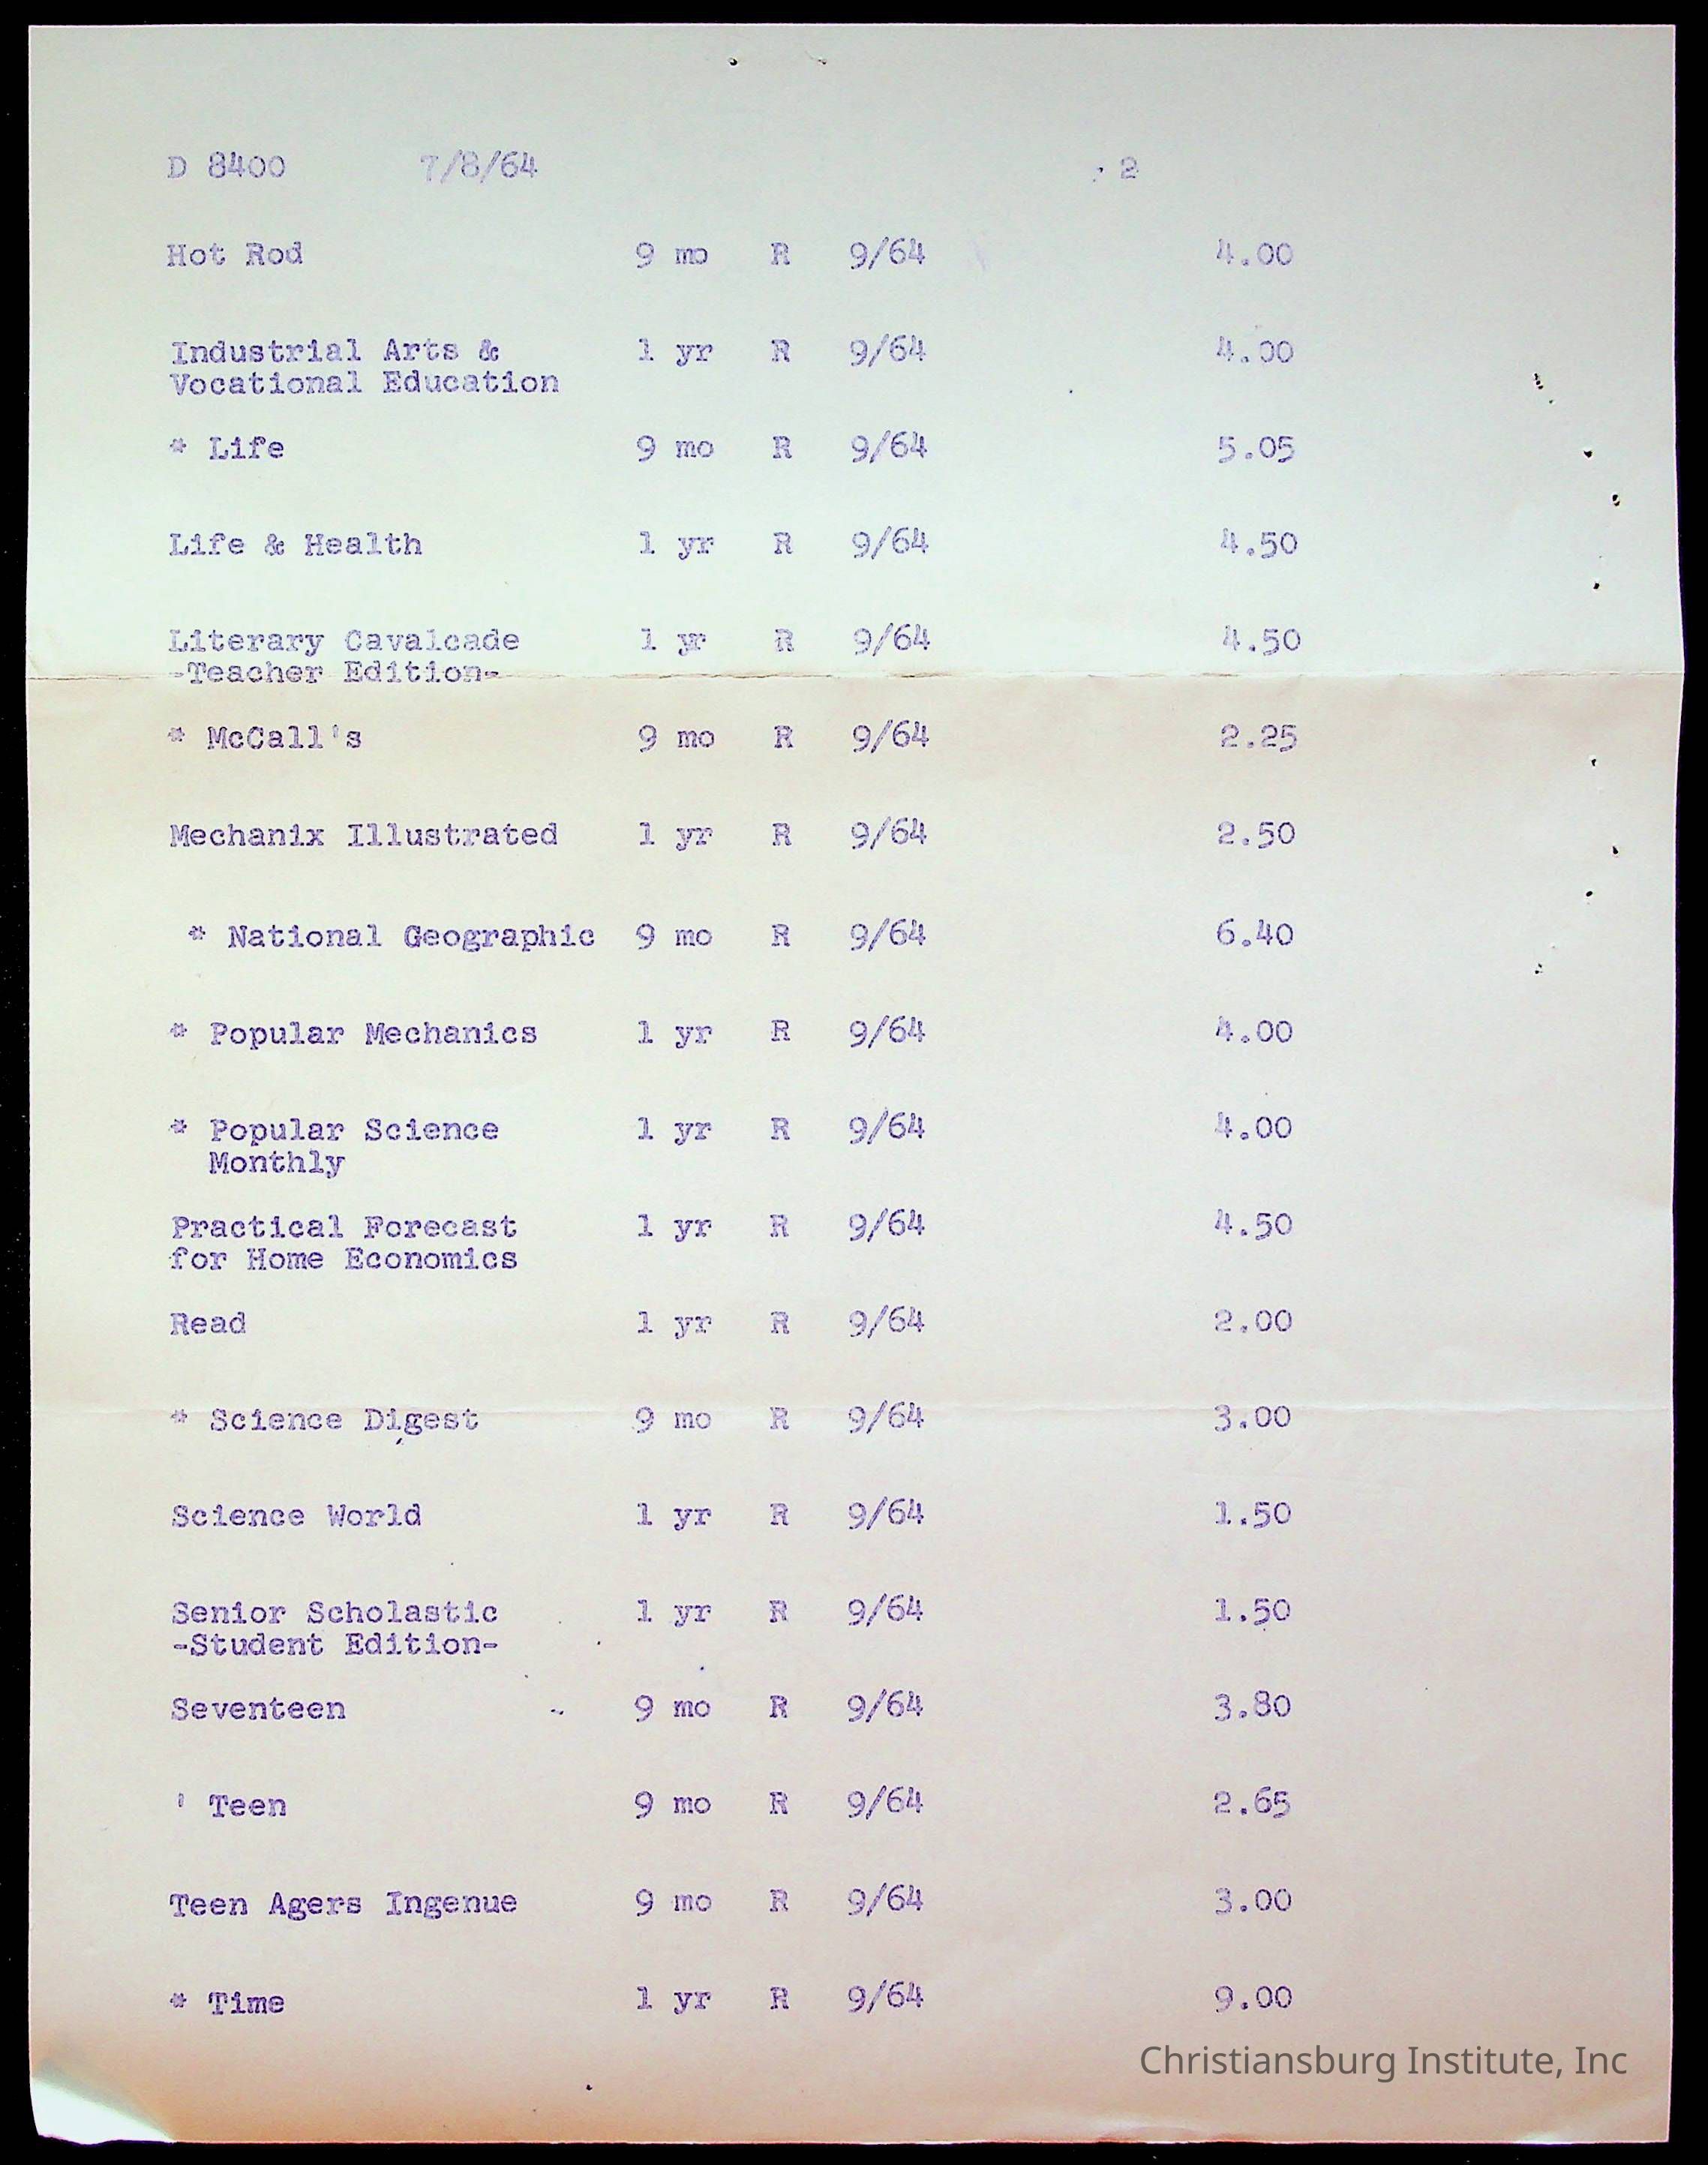 D 8400 7/8/64 2
Hot Rod 9 mo R 9/64 4.00
Industrial Arts & 1 yr R 9/64 4.00
Vocational Education
* Life 9 mo R 9/64 5.05
Life & Health 1 yr R 9/64 4.50
Literary Cavalcade 1 yr R 9/64 4.50
-Teacher Edition-
* McCall's 9 mo R 9/64 2.25
Mechanix Illustrated 1 yr R 9/64 2.50
* National Geographic 9 mo R 9/64 6.40
* Popular Mechanics 1 yr R 9/64 4.00
* Popular Science 1 yr R 9/64 4.00
Monthly
Practical Forecast 1 yr R 9/64 4.50
for Home Economics
Read 1 yr R 9/64 2.00
* Science Digest 9 mo R 9/64 3.00
Science World 1 yr R 9/64 1.50
Senior Scholastic 1 yr R 9/64 1.50
-Student Edition-
Seventeen 9 mo R 9/64 3.80
' Teen 9 mo R 9/64 2.65
Teen Agers Ingenue 9 mo R 9/64 3.00
* Time 1 yr R 9/64 9.00
Christiansburg Institute, Inc